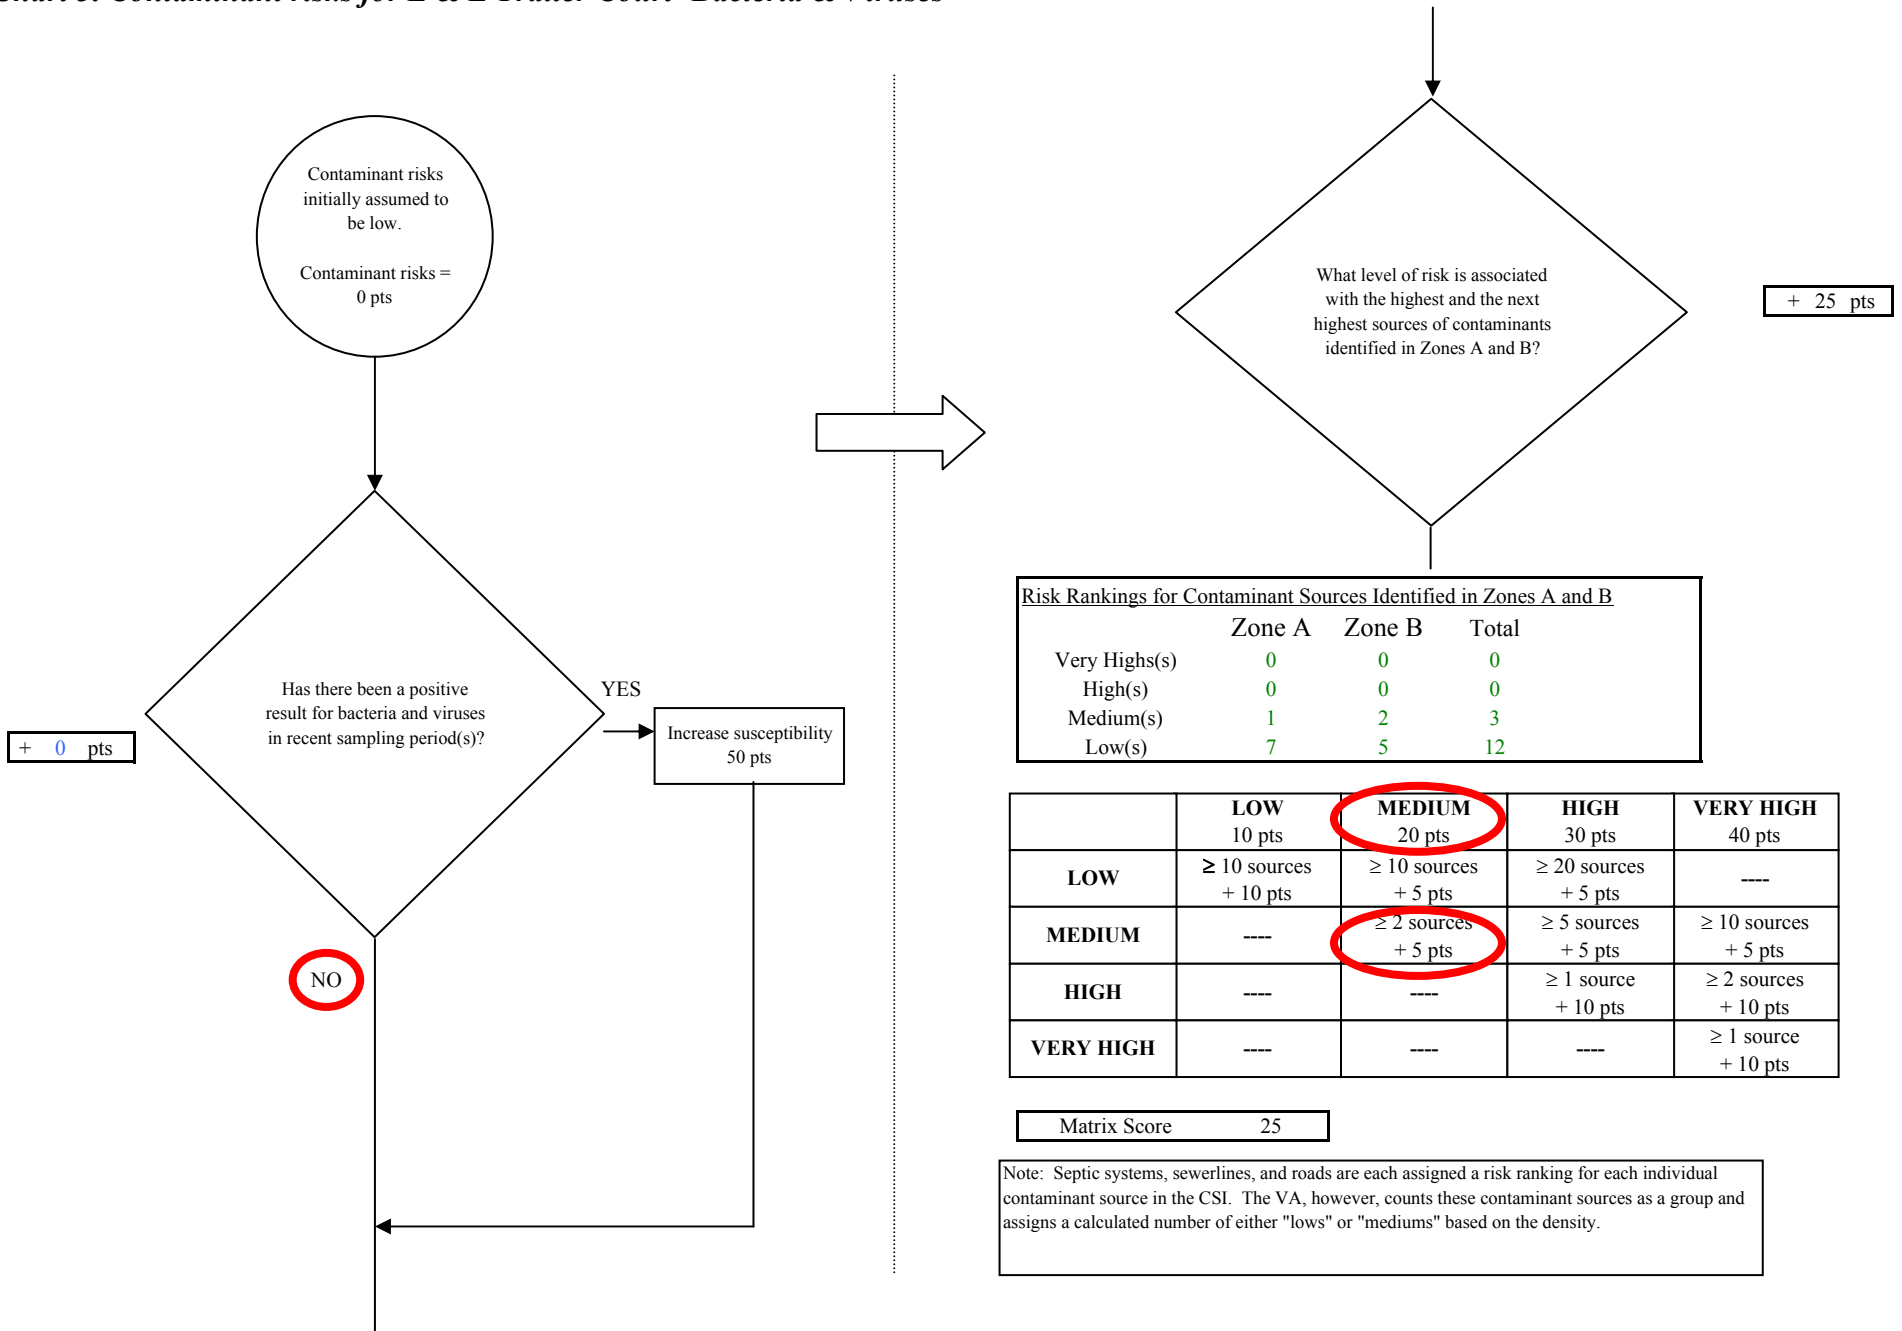 Contaminant risks
initially assumed to
be low.
Contaminant risks =
0 pts
Has there been a positive
result for bacteria and viruses
in recent sampling period(s)?
+ 0 pts
YES
Increase susceptibility
50 pts
NO
What level of risk is associated
with the highest and the next
highest sources of contaminants
identified in Zones A and B?
+ 25 pts
Risk Rankings for Contaminant Sources Identified in Zones A and B
Zone A Zone B Total
Very Highs(s) 0 0 0
High(s) 0 0 0
Medium(s) 1 2 3
Low(s) 7 5 12
LOW MEDIUM HIGH VERY HIGH
10 pts 20 pts 30 pts 40 pts
LOW ≥ 10 sources ≥ 10 sources ≥ 20 sources ----
+ 10 pts + 5 pts + 5 pts
MEDIUM ---- ≥ 2 sources ≥ 5 sources ≥ 10 sources
+ 5 pts + 5 pts + 5 pts
HIGH ---- ---- ≥ 1 source ≥ 2 sources
+ 10 pts + 10 pts
VERY HIGH ---- ---- ---- ≥ 1 source
+ 10 pts
Matrix Score 25
Note: Septic systems, sewerlines, and roads are each assigned a risk ranking for each individual
contaminant source in the CSI. The VA, however, counts these contaminant sources as a group and
assigns a calculated number of either "lows" or "mediums" based on the density.